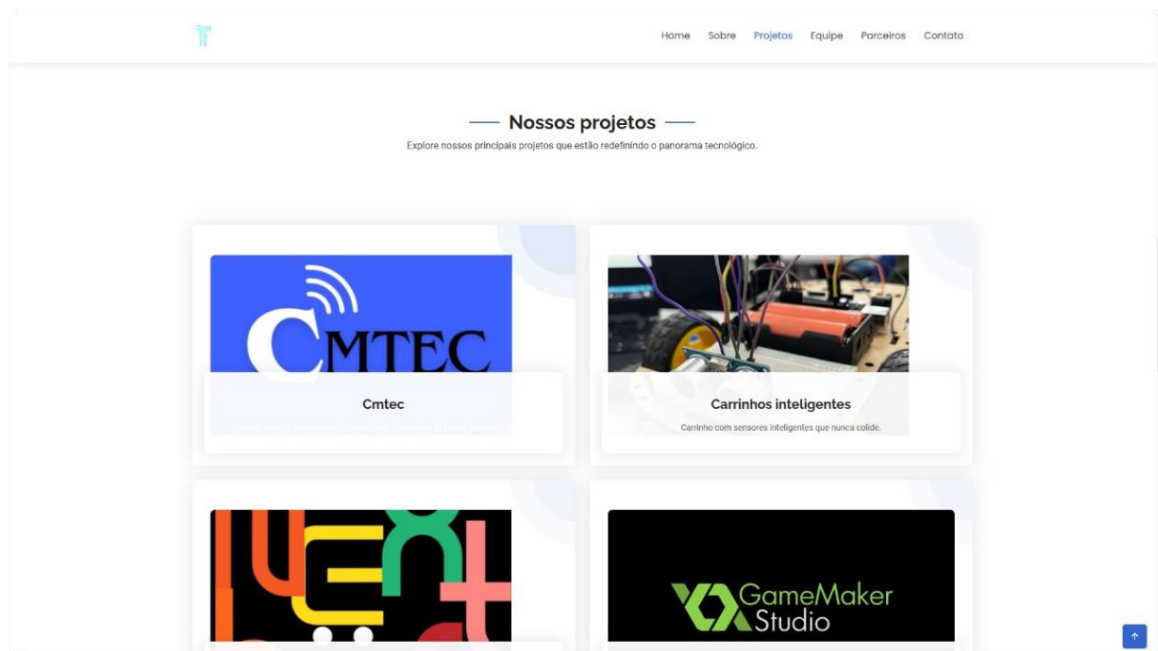 Home Sobre Projetos Equipe Parceiros Contato
Nossos projetos
Explore nossos principais projetos que estão redefinindo o panorama tecnológico.
CMTEC
Cmtec
Carrinhos inteligentes
Carrinho com sensores inteligentes que nunca colide.
GameMaker
Studio